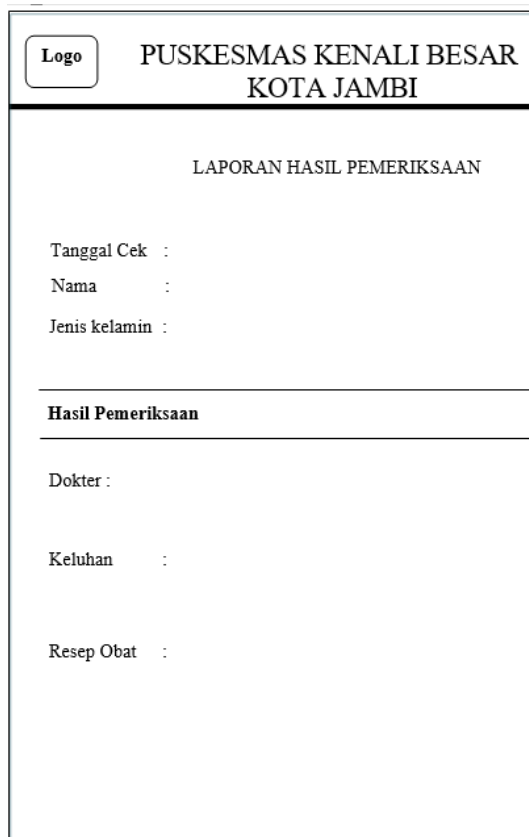 Logo
PUSKESMAS KENALI BESAR
KOTA JAMBI
LAPORAN HASIL PEMERIKSAAN
Tanggal Cek :
Nama :
Jenis kelamin :
Hasil Pemeriksaan
Dokter :
Keluhan :
Resep Obat :